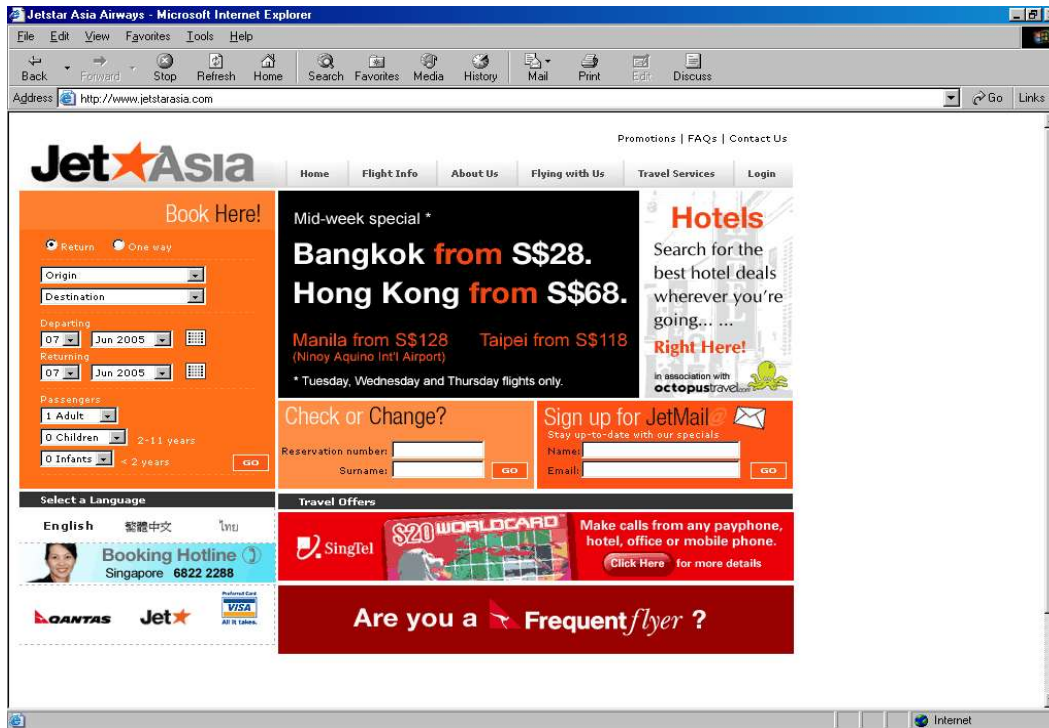 Jetstar Asia Airways - Microsoft Internet Explorer
File Edit View Favorites Tools Help
Back Forward Stop Refresh Home Search Favorites Media History Mail Print Edit Discuss
Address http://www.jetstarasia.com Go Links
Promotions | FAQs | Contact Us
Jet Asia
Home Flight Info About Us Flying with Us Travel Services Login
Book Here!
Return One way
Origin
Destination
Departing
07 Jun 2005
Returning
07 Jun 2005
Passengers
1 Adult
0 Children 2-11 years
0 Infants < 2 years GO
Mid-week special *
Bangkok from S$28.
Hong Kong from S$68.
Manila from S$128 Taipei from S$118
(Ninoy Aquino Int'l Airport)
* Tuesday, Wednesday and Thursday flights only.
Hotels
Search for the
best hotel deals
wherever you're
going... ...
Right Here!
in association with
octopustravel.com
Check or Change?
Reservation number:
Surname: GO
Sign up for JetMail@
Stay up-to-date with our specials
Name:
Email: GO
Select a Language
English 繁體中文 ไทย
Booking Hotline
Singapore 6822 2288
QANTAS Jet
Preferred Card
VISA
All it takes.
Travel Offers
SingTel
$20 WORLDCARD
Make calls from any payphone,
hotel, office or mobile phone.
Click Here for more details
Are you a Frequent flyer ?
Internet